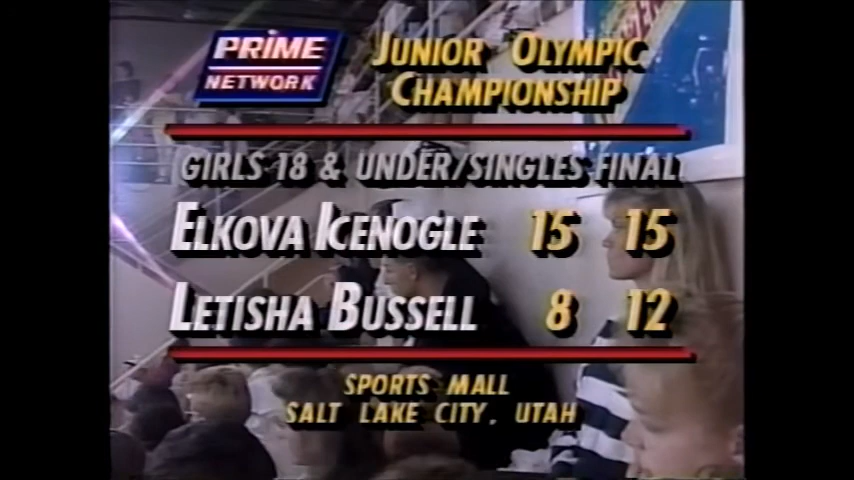 PRIME
NETWORK
JUNIOR OLYMPIC
CHAMPIONSHIP
GIRLS 18 & UNDER/SINGLES FINAL
ELKOVA ICENOGLE 15 15
LETISHA BUSSELL 8 12
SPORTS MALL
SALT LAKE CITY, UTAH